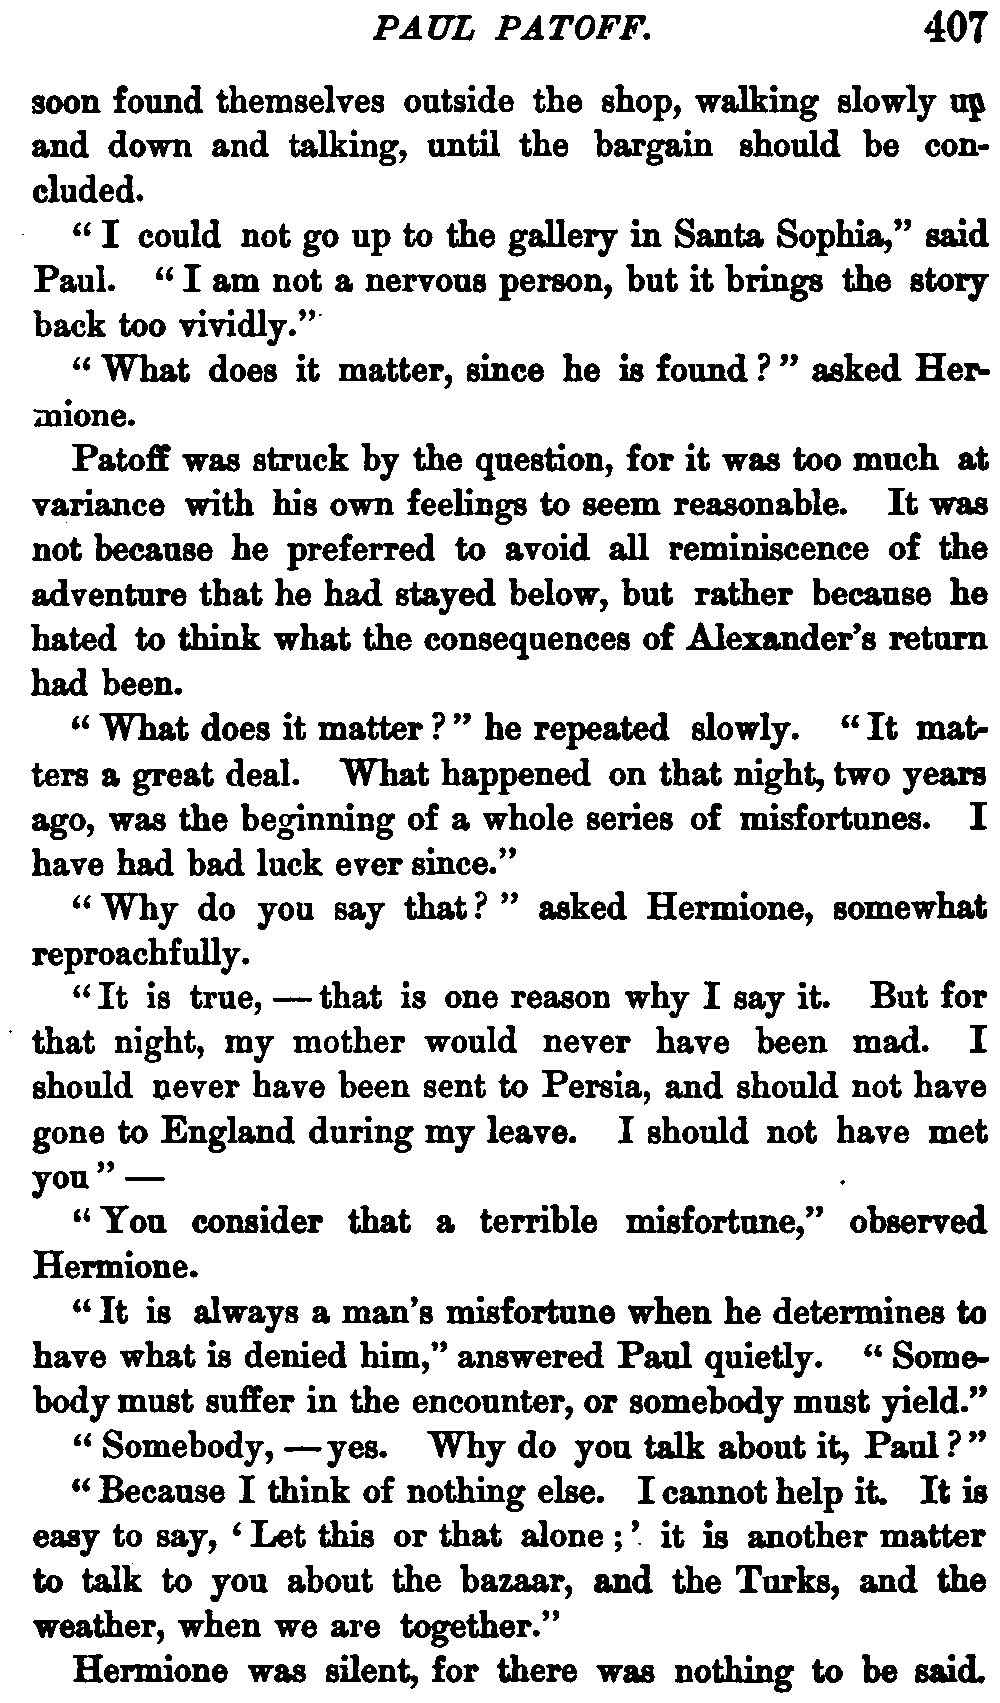 PAUL PATOFF. 407
soon found themselves outside the shop, walking slowly up
and down and talking, until the bargain should be con-
cluded.
“ I could not go up to the gallery in Santa Sophia,” said
Paul. “ I am not a nervous person, but it brings the story
back too vividly.”
“ What does it matter, since he is found ? ” asked Her-
mione.
Patoff was struck by the question, for it was too much at
variance with his own feelings to seem reasonable. It was
not because he preferred to avoid all reminiscence of the
adventure that he had stayed below, but rather because he
hated to think what the consequences of Alexander’s return
had been.
“ What does it matter ? ” he repeated slowly. “ It mat-
ters a great deal. What happened on that night, two years
ago, was the beginning of a whole series of misfortunes. I
have had bad luck ever since.”
“ Why do you say that ? ” asked Hermione, somewhat
reproachfully.
“ It is true, — that is one reason why I say it. But for
that night, my mother would never have been mad. I
should never have been sent to Persia, and should not have
gone to England during my leave. I should not have met
you ” —
“ You consider that a terrible misfortune,” observed
Hermione.
“ It is always a man’s misfortune when he determines to
have what is denied him,” answered Paul quietly. “ Some-
body must suffer in the encounter, or somebody must yield.”
“ Somebody, — yes. Why do you talk about it, Paul ? ”
“ Because I think of nothing else. I cannot help it. It is
easy to say, ‘ Let this or that alone ; ’ it is another matter
to talk to you about the bazaar, and the Turks, and the
weather, when we are together.”
Hermione was silent, for there was nothing to be said.